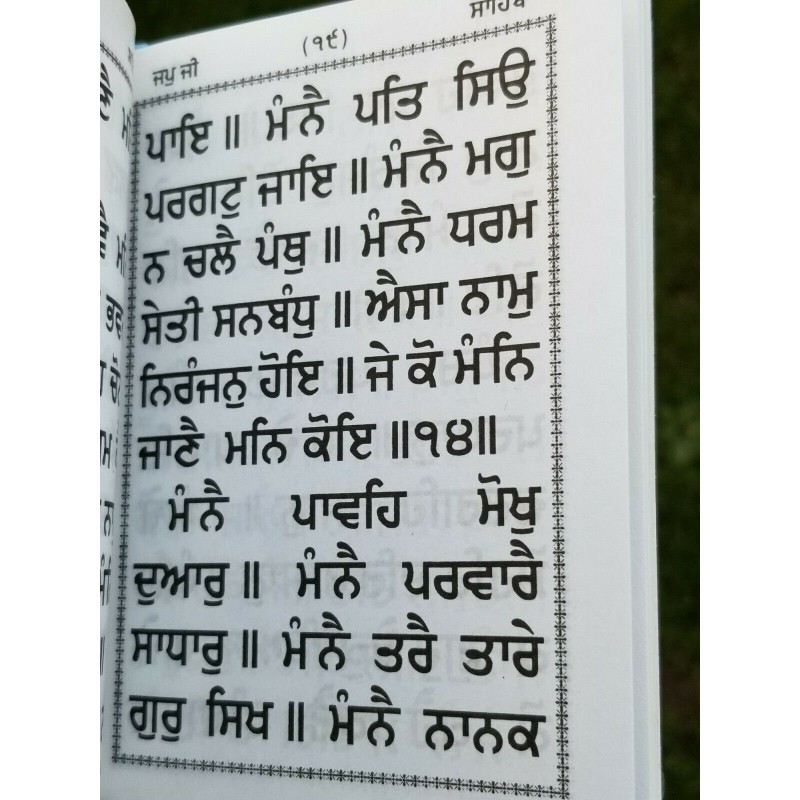 ਜਪੁ ਜੀ (੧੯) ਸਾਹਿਬ
ਪਾਇ ॥ ਮੰਨੈ ਪਤਿ ਸਿਉ
ਪਰਗਟੁ ਜਾਇ ॥ ਮੰਨੈ ਮਗੁ
ਨ ਚਲੈ ਪੰਥੁ ॥ ਮੰਨੈ ਧਰਮ
ਸੇਤੀ ਸਨਬੰਧੁ ॥ ਐਸਾ ਨਾਮੁ
ਨਿਰੰਜਨੁ ਹੋਇ ॥ ਜੇ ਕੋ ਮੰਨਿ
ਜਾਣੈ ਮਨਿ ਕੋਇ ॥੧੪॥
ਮੰਨੈ ਪਾਵਹਿ ਮੋਖੁ
ਦੁਆਰੁ ॥ ਮੰਨੈ ਪਰਵਾਰੈ
ਸਾਧਾਰੁ ॥ ਮੰਨੈ ਤਰੈ ਤਾਰੇ
ਗੁਰੁ ਸਿਖ ॥ ਮੰਨੈ ਨਾਨਕ